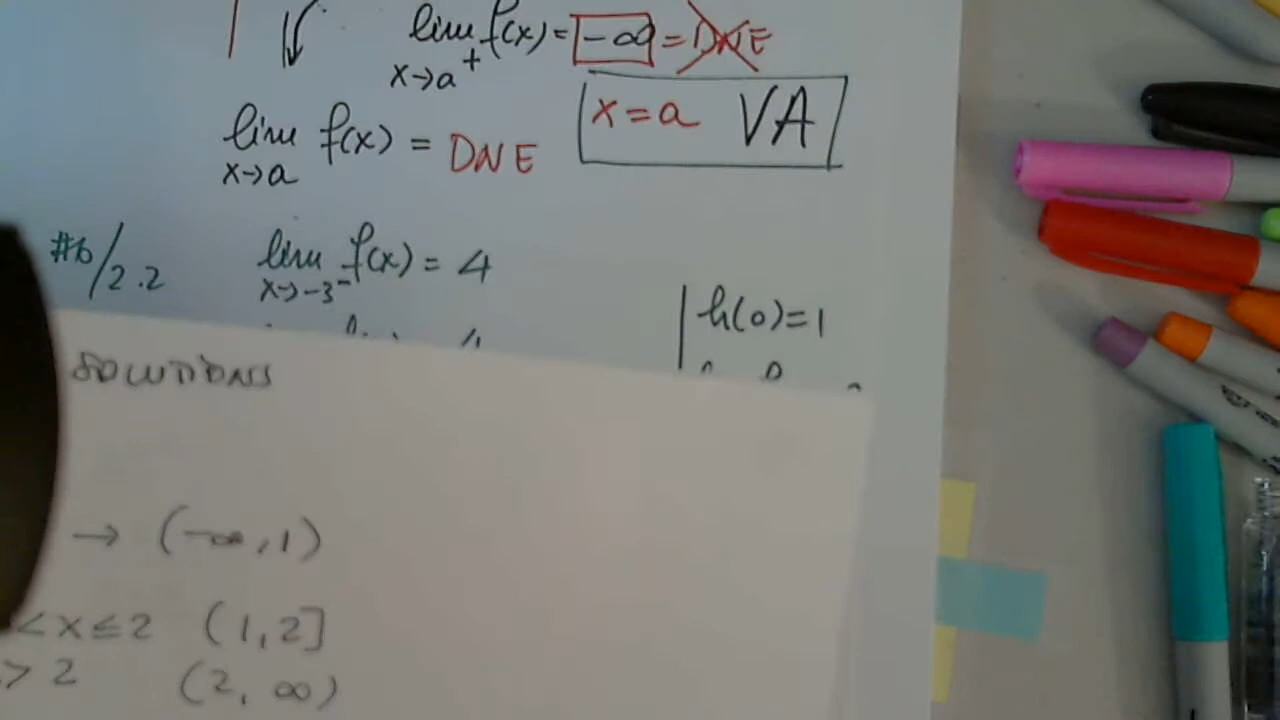 lim f(x) = -∞ = DNE
x→a⁺
x = a VA
lim f(x) = DNE
x→a
#6/2.2
lim f(x) = 4
x→-3⁻
h(0)=1
SOLUTIONS
→ (-∞,1)
<x≤2 (1,2]
> 2 (2, ∞)